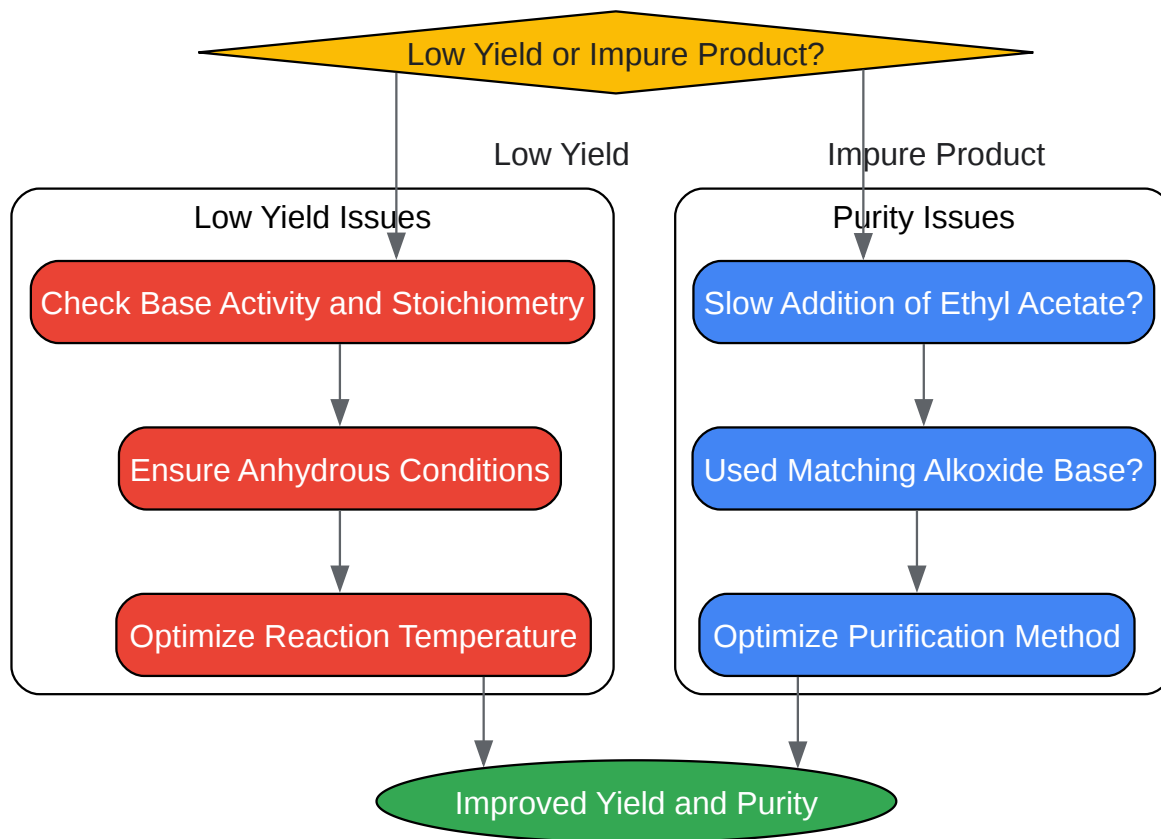 Low Yield or Impure Product?
Low Yield
Impure Product
Low Yield Issues
Check Base Activity and Stoichiometry
Ensure Anhydrous Conditions
Optimize Reaction Temperature
Purity Issues
Slow Addition of Ethyl Acetate?
Used Matching Alkoxide Base?
Optimize Purification Method
Improved Yield and Purity